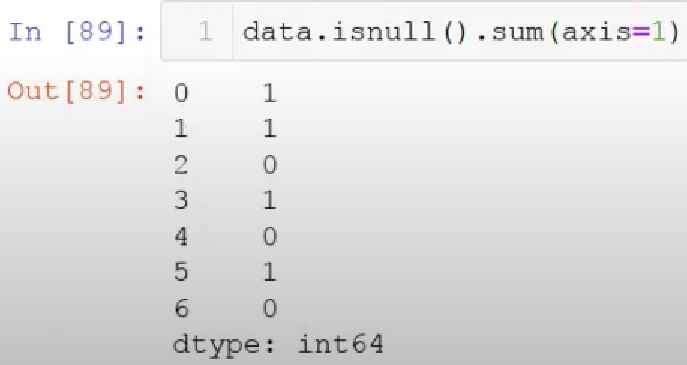 In [89]: 1 data.isnull().sum(axis=1)
Out[89]: 0 1
1 1
2 0
3 1
4 0
5 1
6 0
dtype: int64